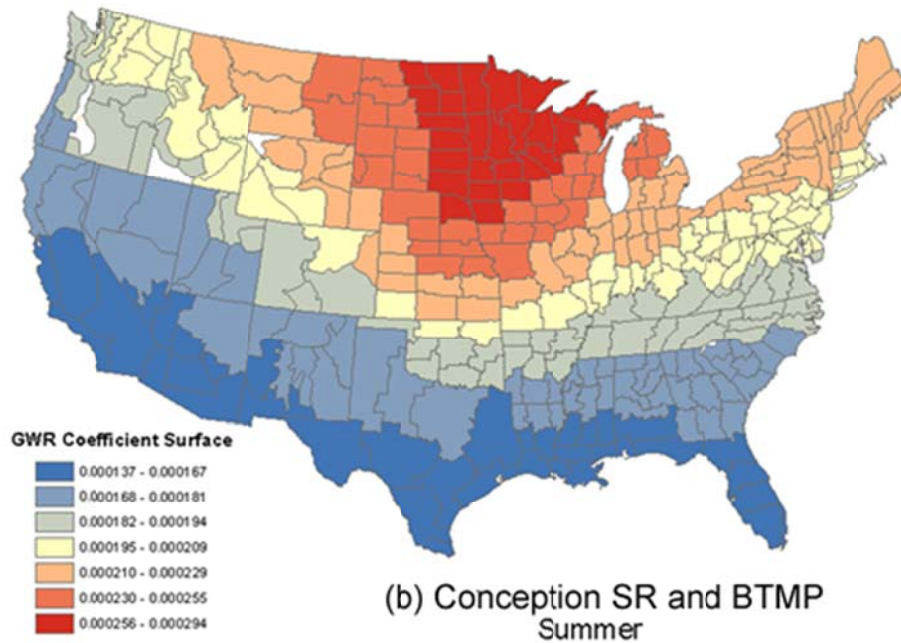 GWR Coefficient Surface
0.000137 - 0.000167
0.000168 - 0.000181
0.000182 - 0.000194
0.000195 - 0.000209
0.000210 - 0.000229
0.000230 - 0.000255
0.000256 - 0.000294
(b) Conception SR and BTMP
Summer